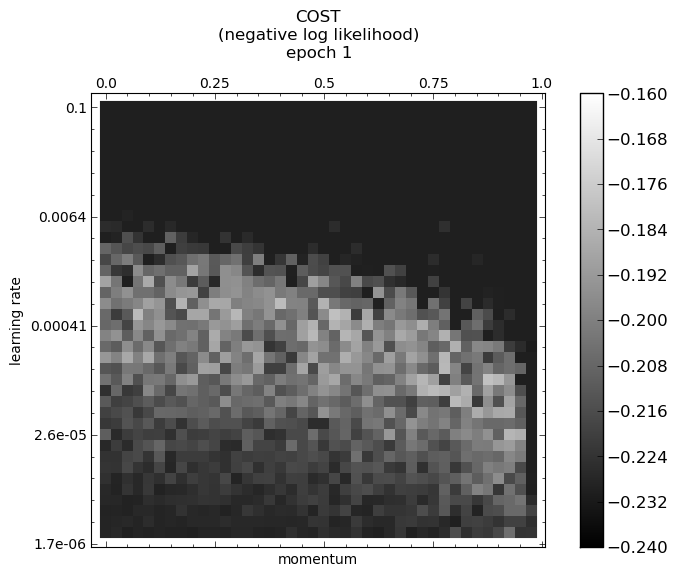 COST
(negative log likelihood)
epoch 1
0.0 0.25 0.5 0.75 1.0
0.1
0.0064
0.00041
2.6e-05
1.7e-06
learning rate
momentum
−0.160
−0.168
−0.176
−0.184
−0.192
−0.200
−0.208
−0.216
−0.224
−0.232
−0.240